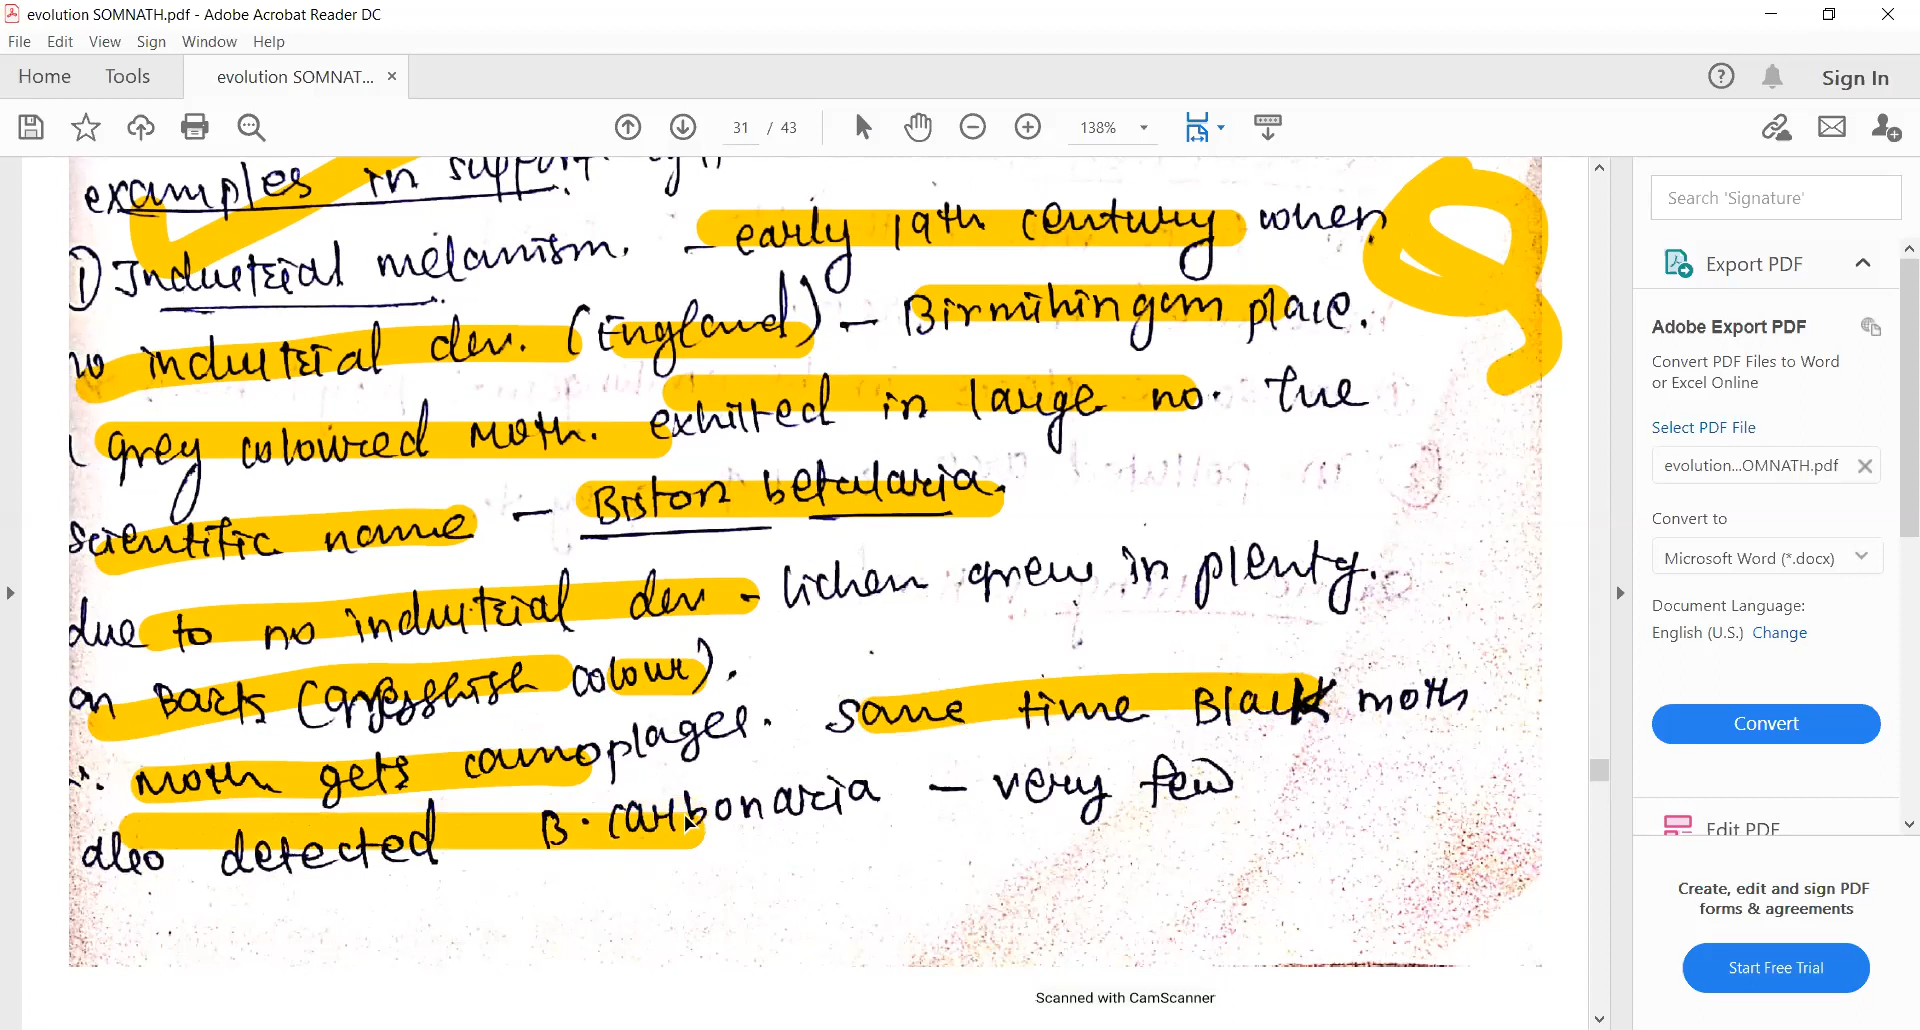 evolution SOMNATH.pdf - Adobe Acrobat Reader DC
File Edit View Sign Window Help
Home Tools evolution SOMNAT... × Sign In
31 / 43 138%
examples in support
① Industrial melanism. - early 19th century when
no industrial dev. (England) - Birmihingam place.
grey coloured moth. exhilted in large no. The
scientific name - Biston betularia.
due to no industrial dev - lichen grew in plenty.
on Barks (greyshish colour).
∴ moth gets camoplages. same time Black moth
also detected B. carbonaria - very few
Scanned with CamScanner
Search 'Signature'
Export PDF
Adobe Export PDF
Convert PDF Files to Word
or Excel Online
Select PDF File
evolution...OMNATH.pdf
Convert to
Microsoft Word (*.docx)
Document Language:
English (U.S.) Change
Convert
Edit PDF
Create, edit and sign PDF
forms & agreements
Start Free Trial